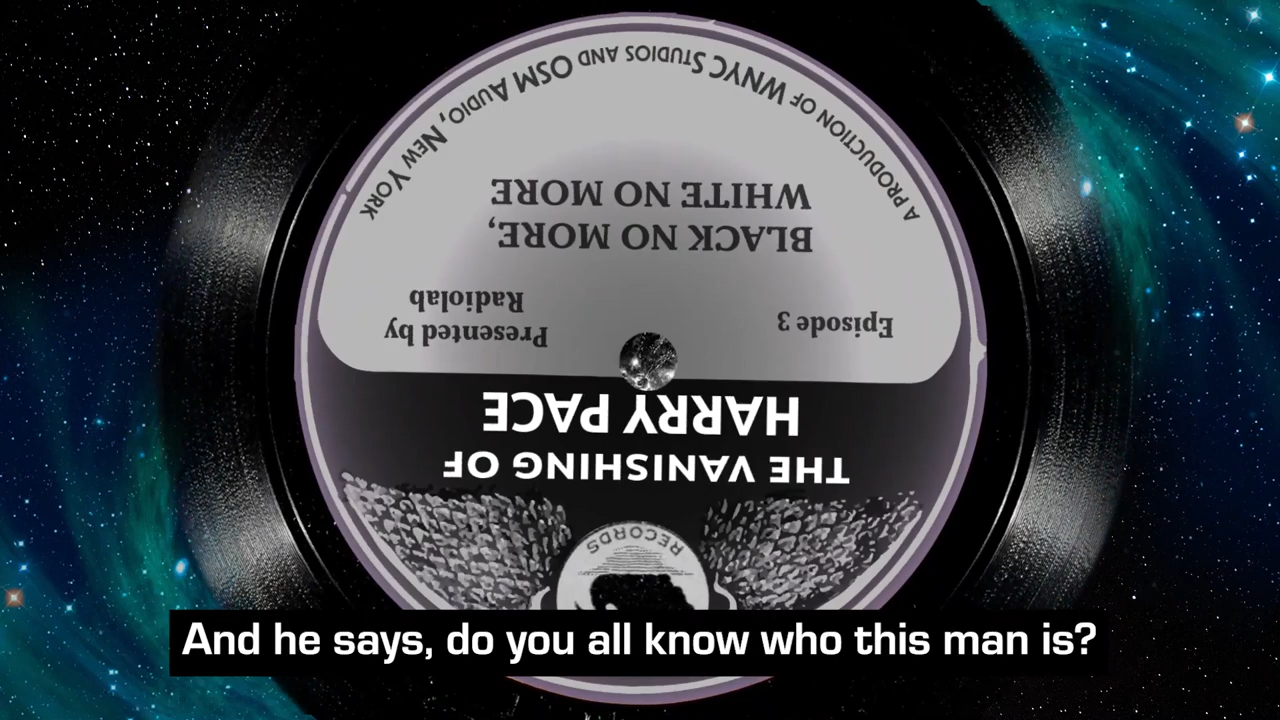 RECORDS
THE VANISHING OF
HARRY PACE
Episode 3
Presented by
Radiolab
BLACK NO MORE,
WHITE NO MORE
A PRODUCTION OF WNYC STUDIOS AND OSM AUDIO, NEW YORK
And he says, do you all know who this man is?